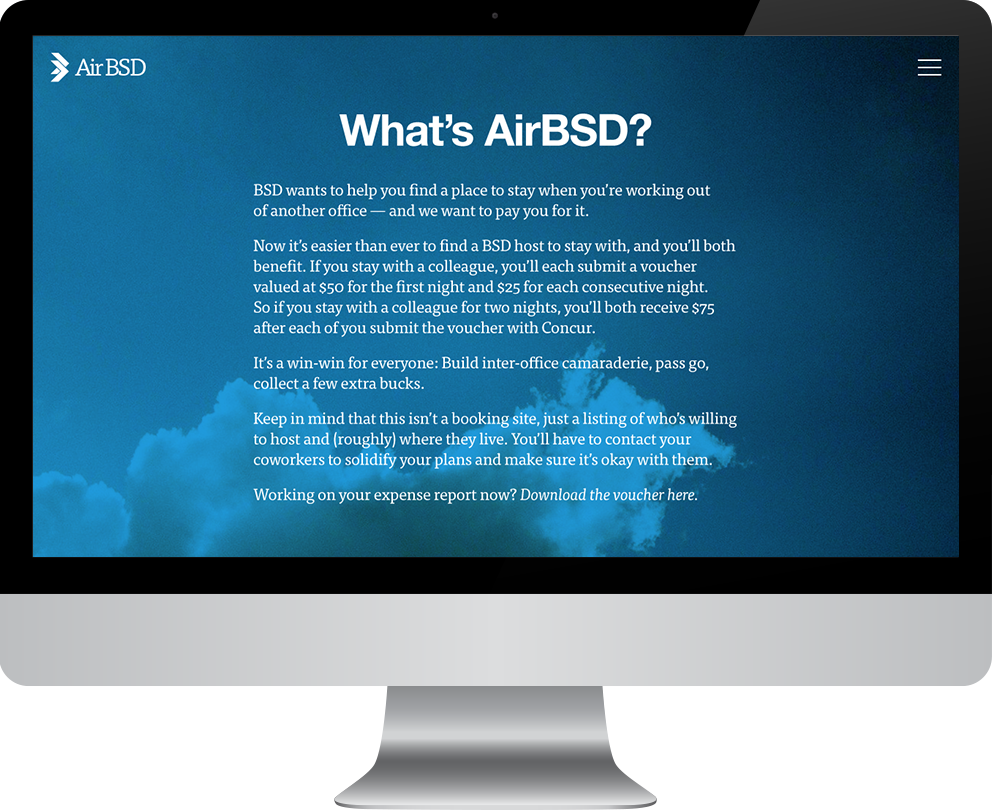 Air BSD
What's AirBSD?
BSD wants to help you find a place to stay when you're working out
of another office — and we want to pay you for it.
Now it's easier than ever to find a BSD host to stay with, and you'll both
benefit. If you stay with a colleague, you'll each submit a voucher
valued at $50 for the first night and $25 for each consecutive night.
So if you stay with a colleague for two nights, you'll both receive $75
after each of you submit the voucher with Concur.
It's a win-win for everyone: Build inter-office camaraderie, pass go,
collect a few extra bucks.
Keep in mind that this isn't a booking site, just a listing of who's willing
to host and (roughly) where they live. You'll have to contact your
coworkers to solidify your plans and make sure it's okay with them.
Working on your expense report now? Download the voucher here.